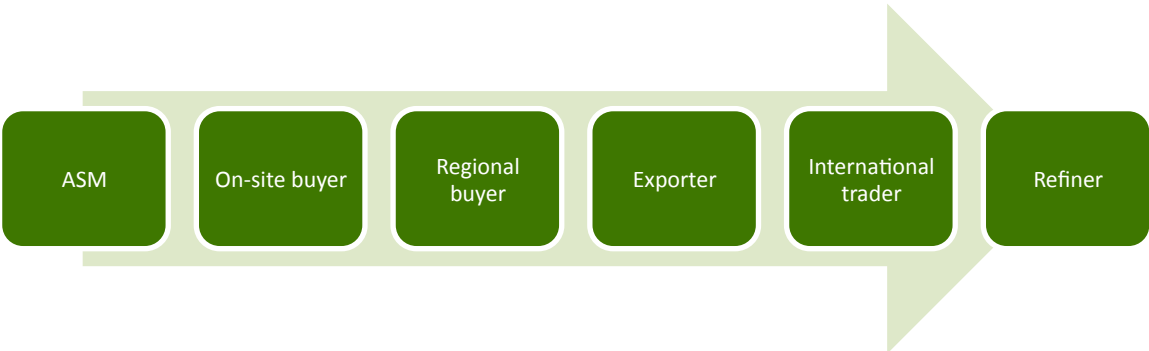 ASM
On-site buyer
Regional
buyer
Exporter
International
trader
Refiner